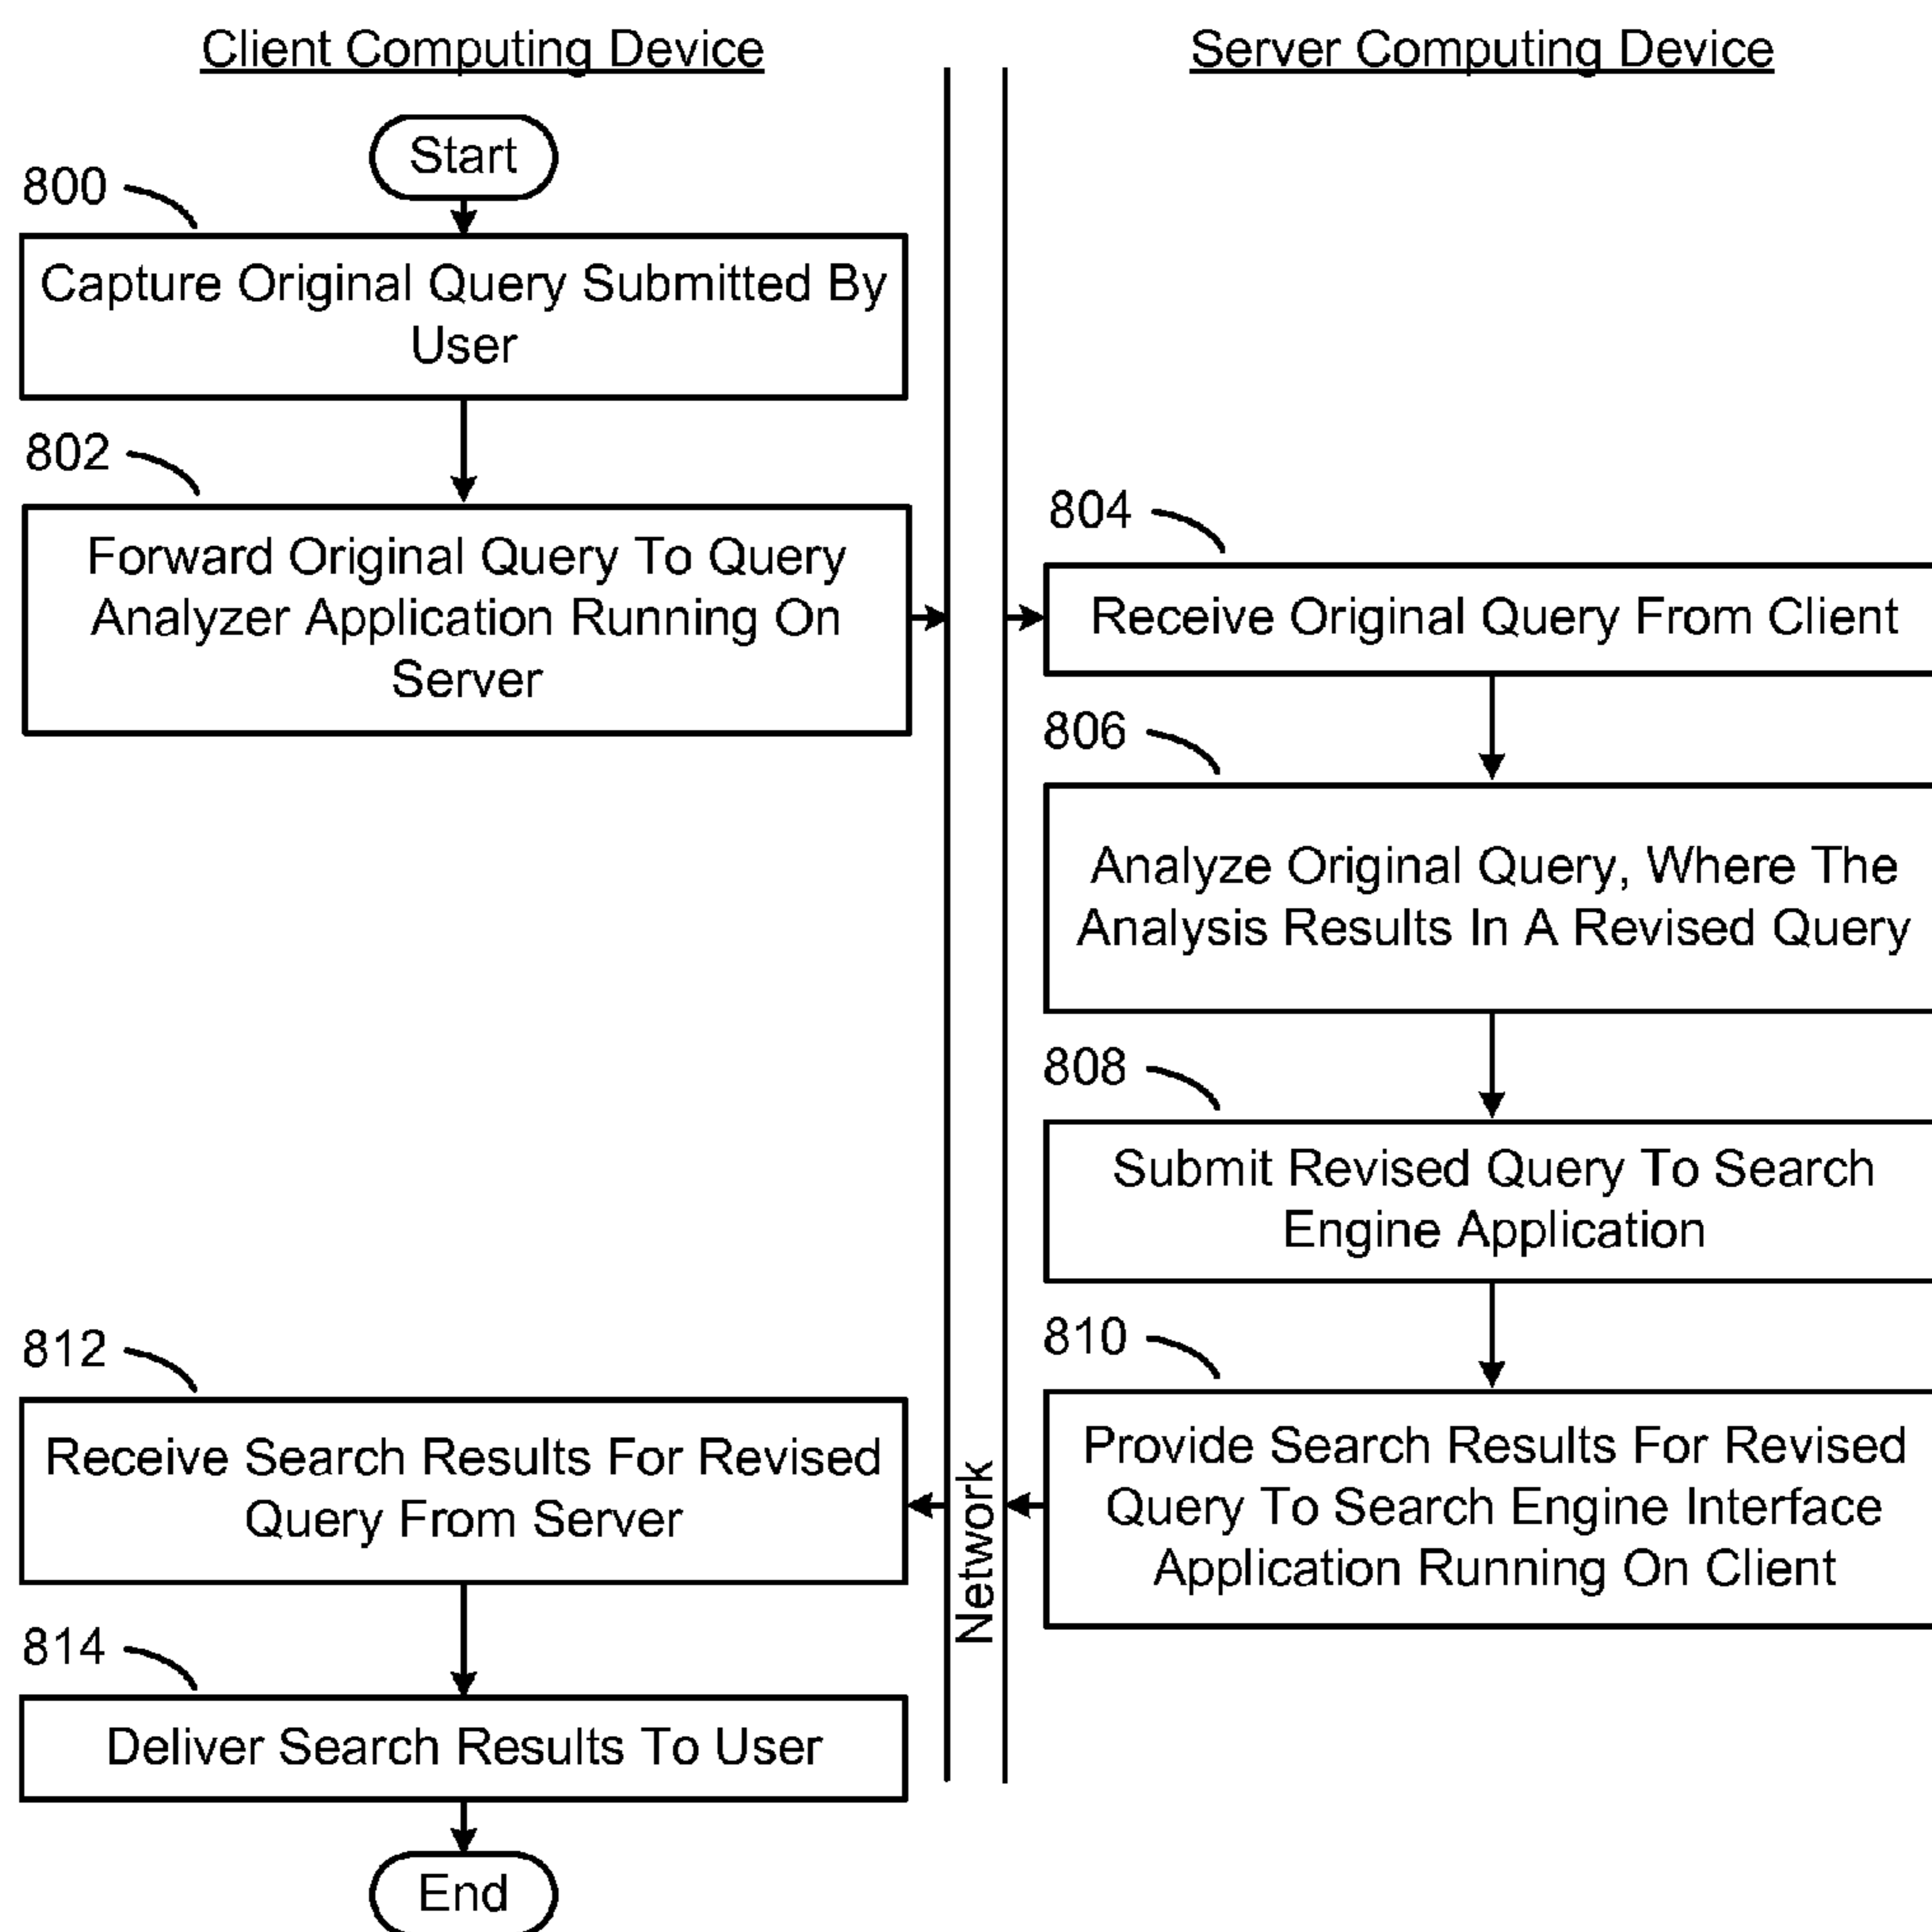 Client Computing Device
Server Computing Device
Start
800
Capture Original Query Submitted By
User
802
Forward Original Query To Query
Analyzer Application Running On
Server
804
Receive Original Query From Client
806
Analyze Original Query, Where The
Analysis Results In A Revised Query
808
Submit Revised Query To Search
Engine Application
810
Provide Search Results For Revised
Query To Search Engine Interface
Application Running On Client
Network
812
Receive Search Results For Revised
Query From Server
814
Deliver Search Results To User
End